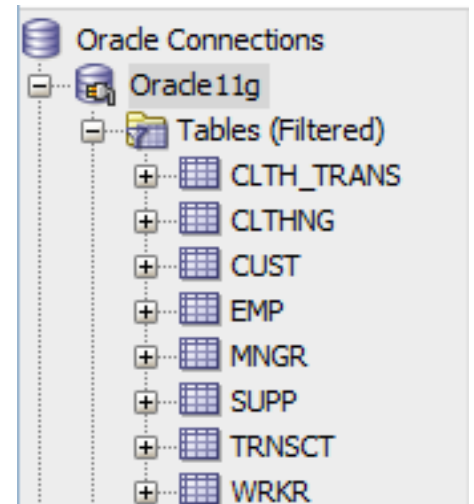 Oracle Connections
Oracle11g
Tables (Filtered)
CLTH_TRANS
CLTHNG
CUST
EMP
MNGR
SUPP
TRNSCT
WRKR